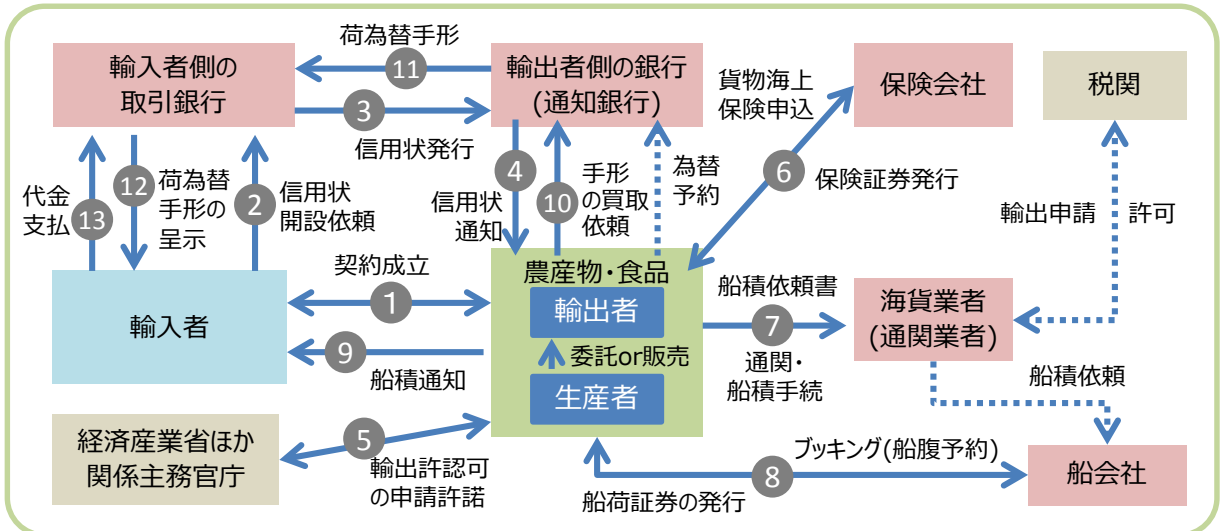 輸入者側の
取引銀行
荷為替手形
11
3
信用状発行
輸出者側の銀行
(通知銀行)
貨物海上
保険申込
保険会社
税関
6
保険証券発行
代金
支払
13
12
荷為替
手形の
呈示
2
信用状
開設依頼
4
信用状
通知
10
手形
の買取
依頼
為替
予約
輸出申請
許可
輸入者
契約成立
1
9
船積通知
農産物・食品
輸出者
委託or販売
生産者
船積依頼書
7
通関・
船積手続
海貨業者
(通関業者)
船積依頼
経済産業省ほか
関係主務官庁
5
輸出許認可
の申請許諾
ブッキング(船腹予約)
8
船荷証券の発行
船会社